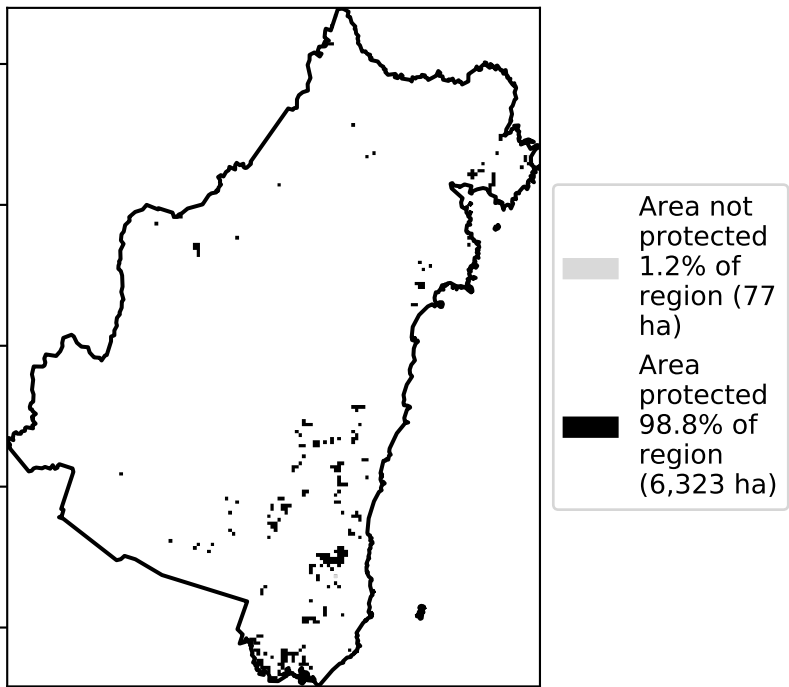 Area not
protected
1.2% of
region (77
ha)
Area
protected
98.8% of
region
(6,323 ha)